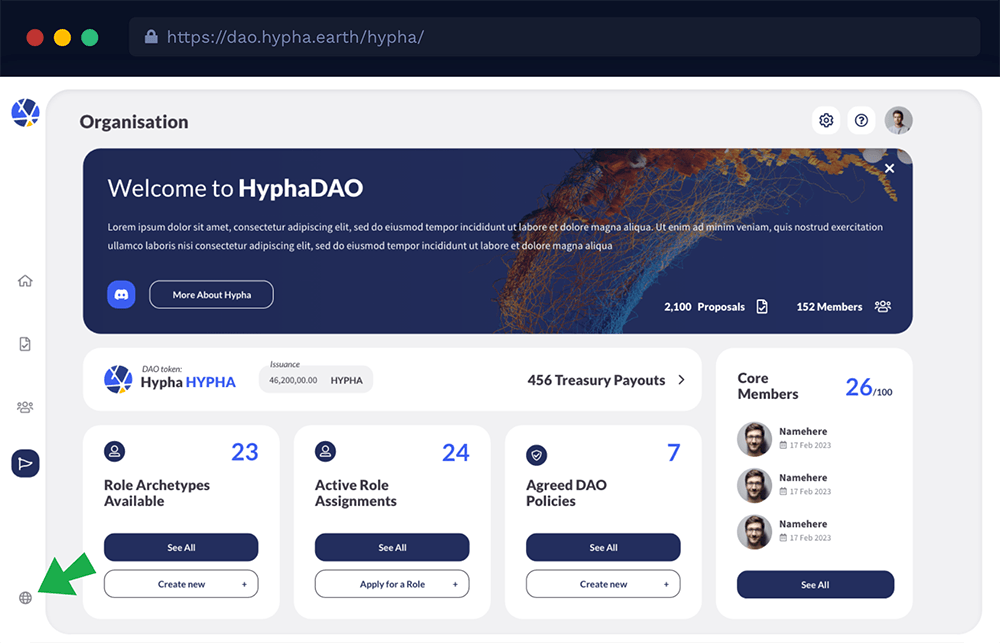 https://dao.hypha.earth/hypha/
Organisation
Welcome to HyphaDAO
Lorem ipsum dolor sit amet, consectetur adipiscing elit, sed do eiusmod tempor incididunt ut labore et dolore magna aliqua. Ut enim ad minim veniam, quis nostrud exercitation
ullamco laboris nisi consectetur adipiscing elit, sed do eiusmod tempor incididunt ut labore et dolore magna aliqua
More About Hypha
2,100 Proposals
152 Members
DAO token:
Hypha HYPHA
Issuance
46,200,00.00 HYPHA
456 Treasury Payouts
23
Role Archetypes
Available
See All
Create new +
24
Active Role
Assignments
See All
Apply for a Role +
7
Agreed DAO
Policies
See All
Create new +
Core
Members
26/100
Namehere
17 Feb 2023
Namehere
17 Feb 2023
Namehere
17 Feb 2023
See All